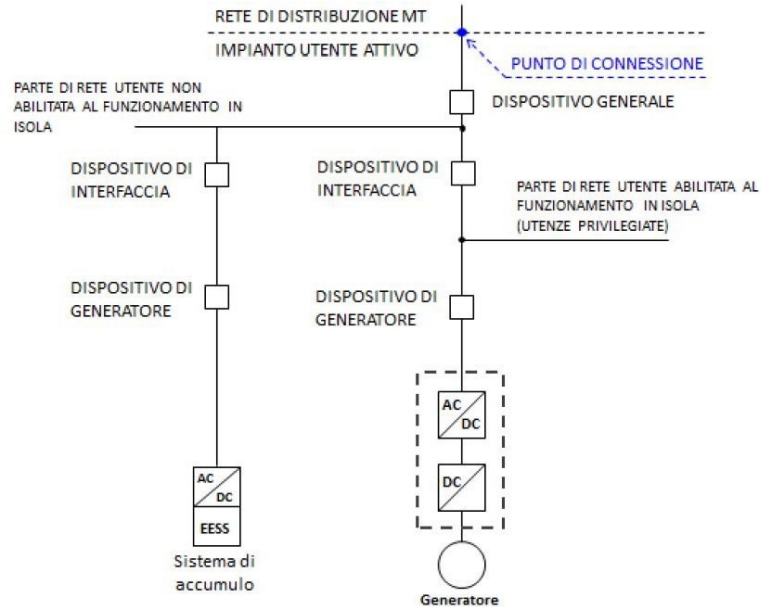 RETE DI DISTRIBUZIONE MT
IMPIANTO UTENTE ATTIVO
PUNTO DI CONNESSIONE
PARTE DI RETE UTENTE NON
ABILITATA AL FUNZIONAMENTO IN
ISOLA
DISPOSITIVO GENERALE
DISPOSITIVO DI
INTERFACCIA
DISPOSITIVO DI
INTERFACCIA
PARTE DI RETE UTENTE ABILITATA AL
FUNZIONAMENTO IN ISOLA
(UTENZE PRIVILEGIATE)
DISPOSITIVO DI
GENERATORE
DISPOSITIVO DI
GENERATORE
AC
DC
DC
AC
DC
EESS
Sistema di
accumulo
Generatore